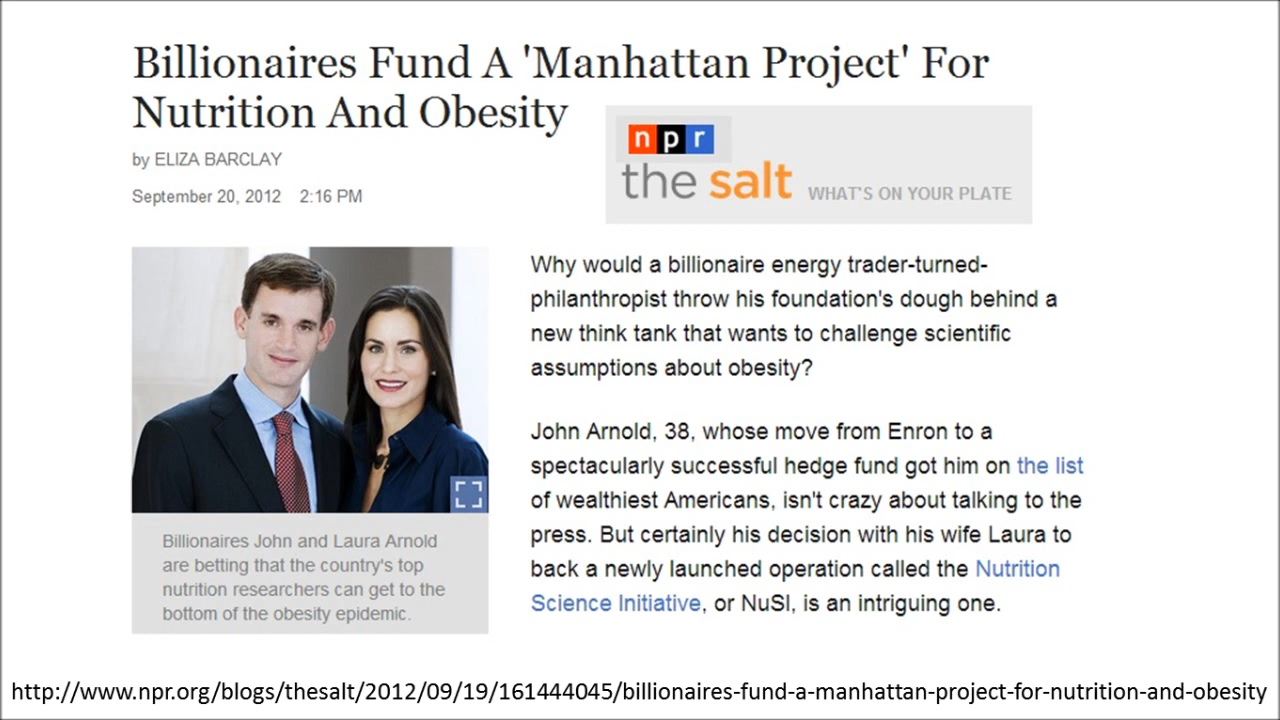 Billionaires Fund A 'Manhattan Project' For
Nutrition And Obesity
by ELIZA BARCLAY
September 20, 2012 2:16 PM
npr
the salt WHAT'S ON YOUR PLATE
Why would a billionaire energy trader-turned-
philanthropist throw his foundation's dough behind a
new think tank that wants to challenge scientific
assumptions about obesity?
John Arnold, 38, whose move from Enron to a
spectacularly successful hedge fund got him on the list
of wealthiest Americans, isn't crazy about talking to the
press. But certainly his decision with his wife Laura to
back a newly launched operation called the Nutrition
Science Initiative, or NuSI, is an intriguing one.
Billionaires John and Laura Arnold
are betting that the country's top
nutrition researchers can get to the
bottom of the obesity epidemic.
http://www.npr.org/blogs/thesalt/2012/09/19/161444045/billionaires-fund-a-manhattan-project-for-nutrition-and-obesity